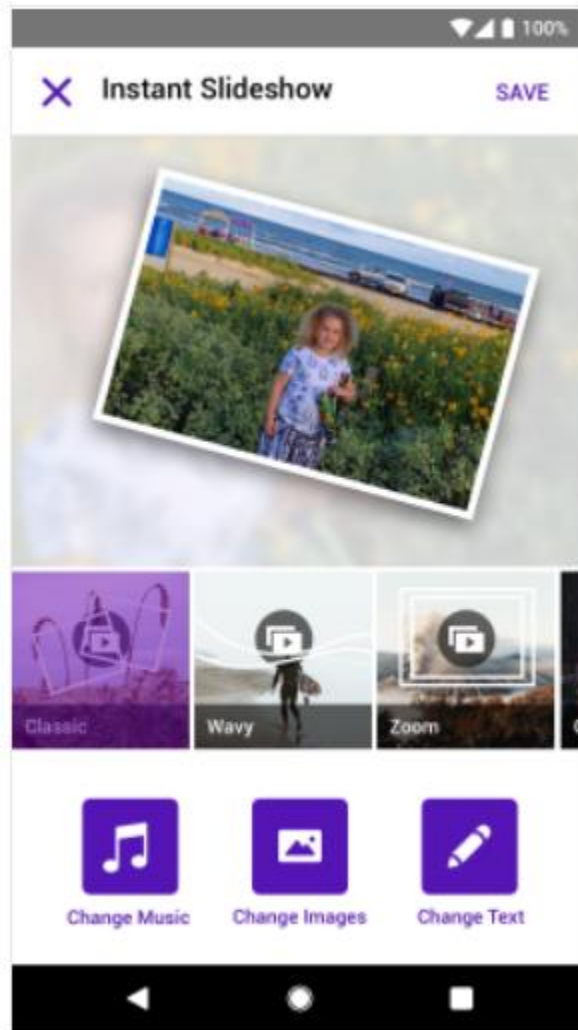 100%
Instant Slideshow
SAVE
Classic
Wavy
Zoom
Change Music
Change Images
Change Text